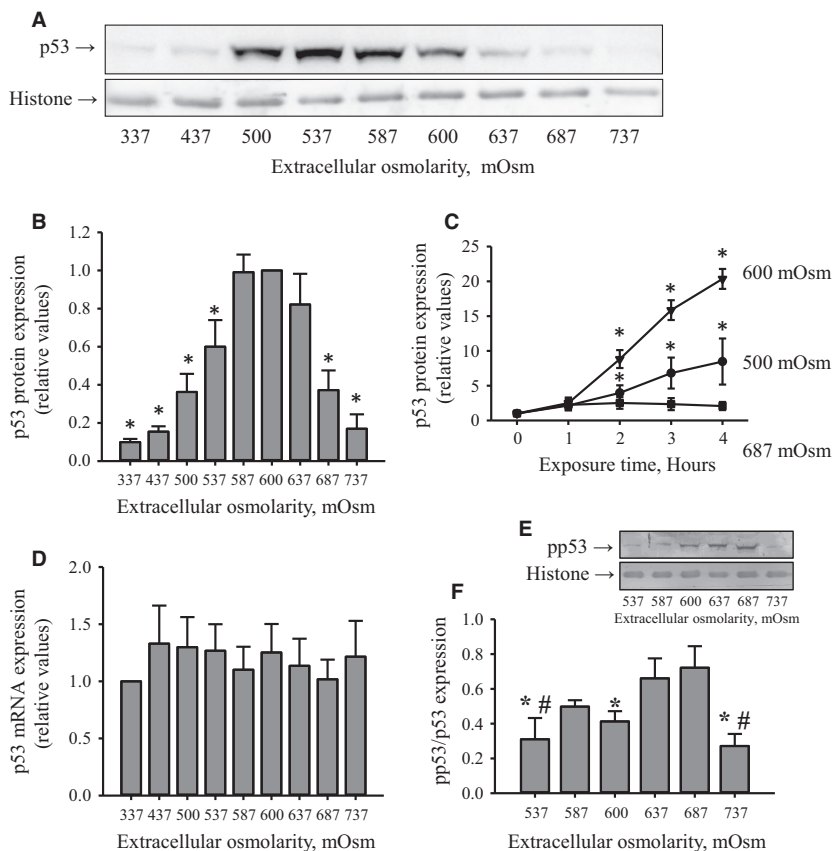 A
p53 →
Histone →
337 437 500 537 587 600 637 687 737
Extracellular osmolarity, mOsm
B
p53 protein expression
(relative values)
1.2
1.0
0.8
0.6
0.4
0.2
0.0
* * * * * *
337 437 500 537 587 600 637 687 737
Extracellular osmolarity, mOsm
C
p53 protein expression
(relative values)
25
20
15
10
5
0
* * *
* * *
0 1 2 3 4
Exposure time, Hours
600 mOsm
500 mOsm
687 mOsm
D
p53 mRNA expression
(relative values)
2.0
1.5
1.0
0.5
0.0
337 437 500 537 587 600 637 687 737
Extracellular osmolarity, mOsm
E
pp53 →
Histone →
537 587 600 637 687 737
Extracellular osmolarity, mOsm
F
pp53/p53 expression
1.0
0.8
0.6
0.4
0.2
0.0
* # * * #
537 587 600 637 687 737
Extracellular osmolarity, mOsm